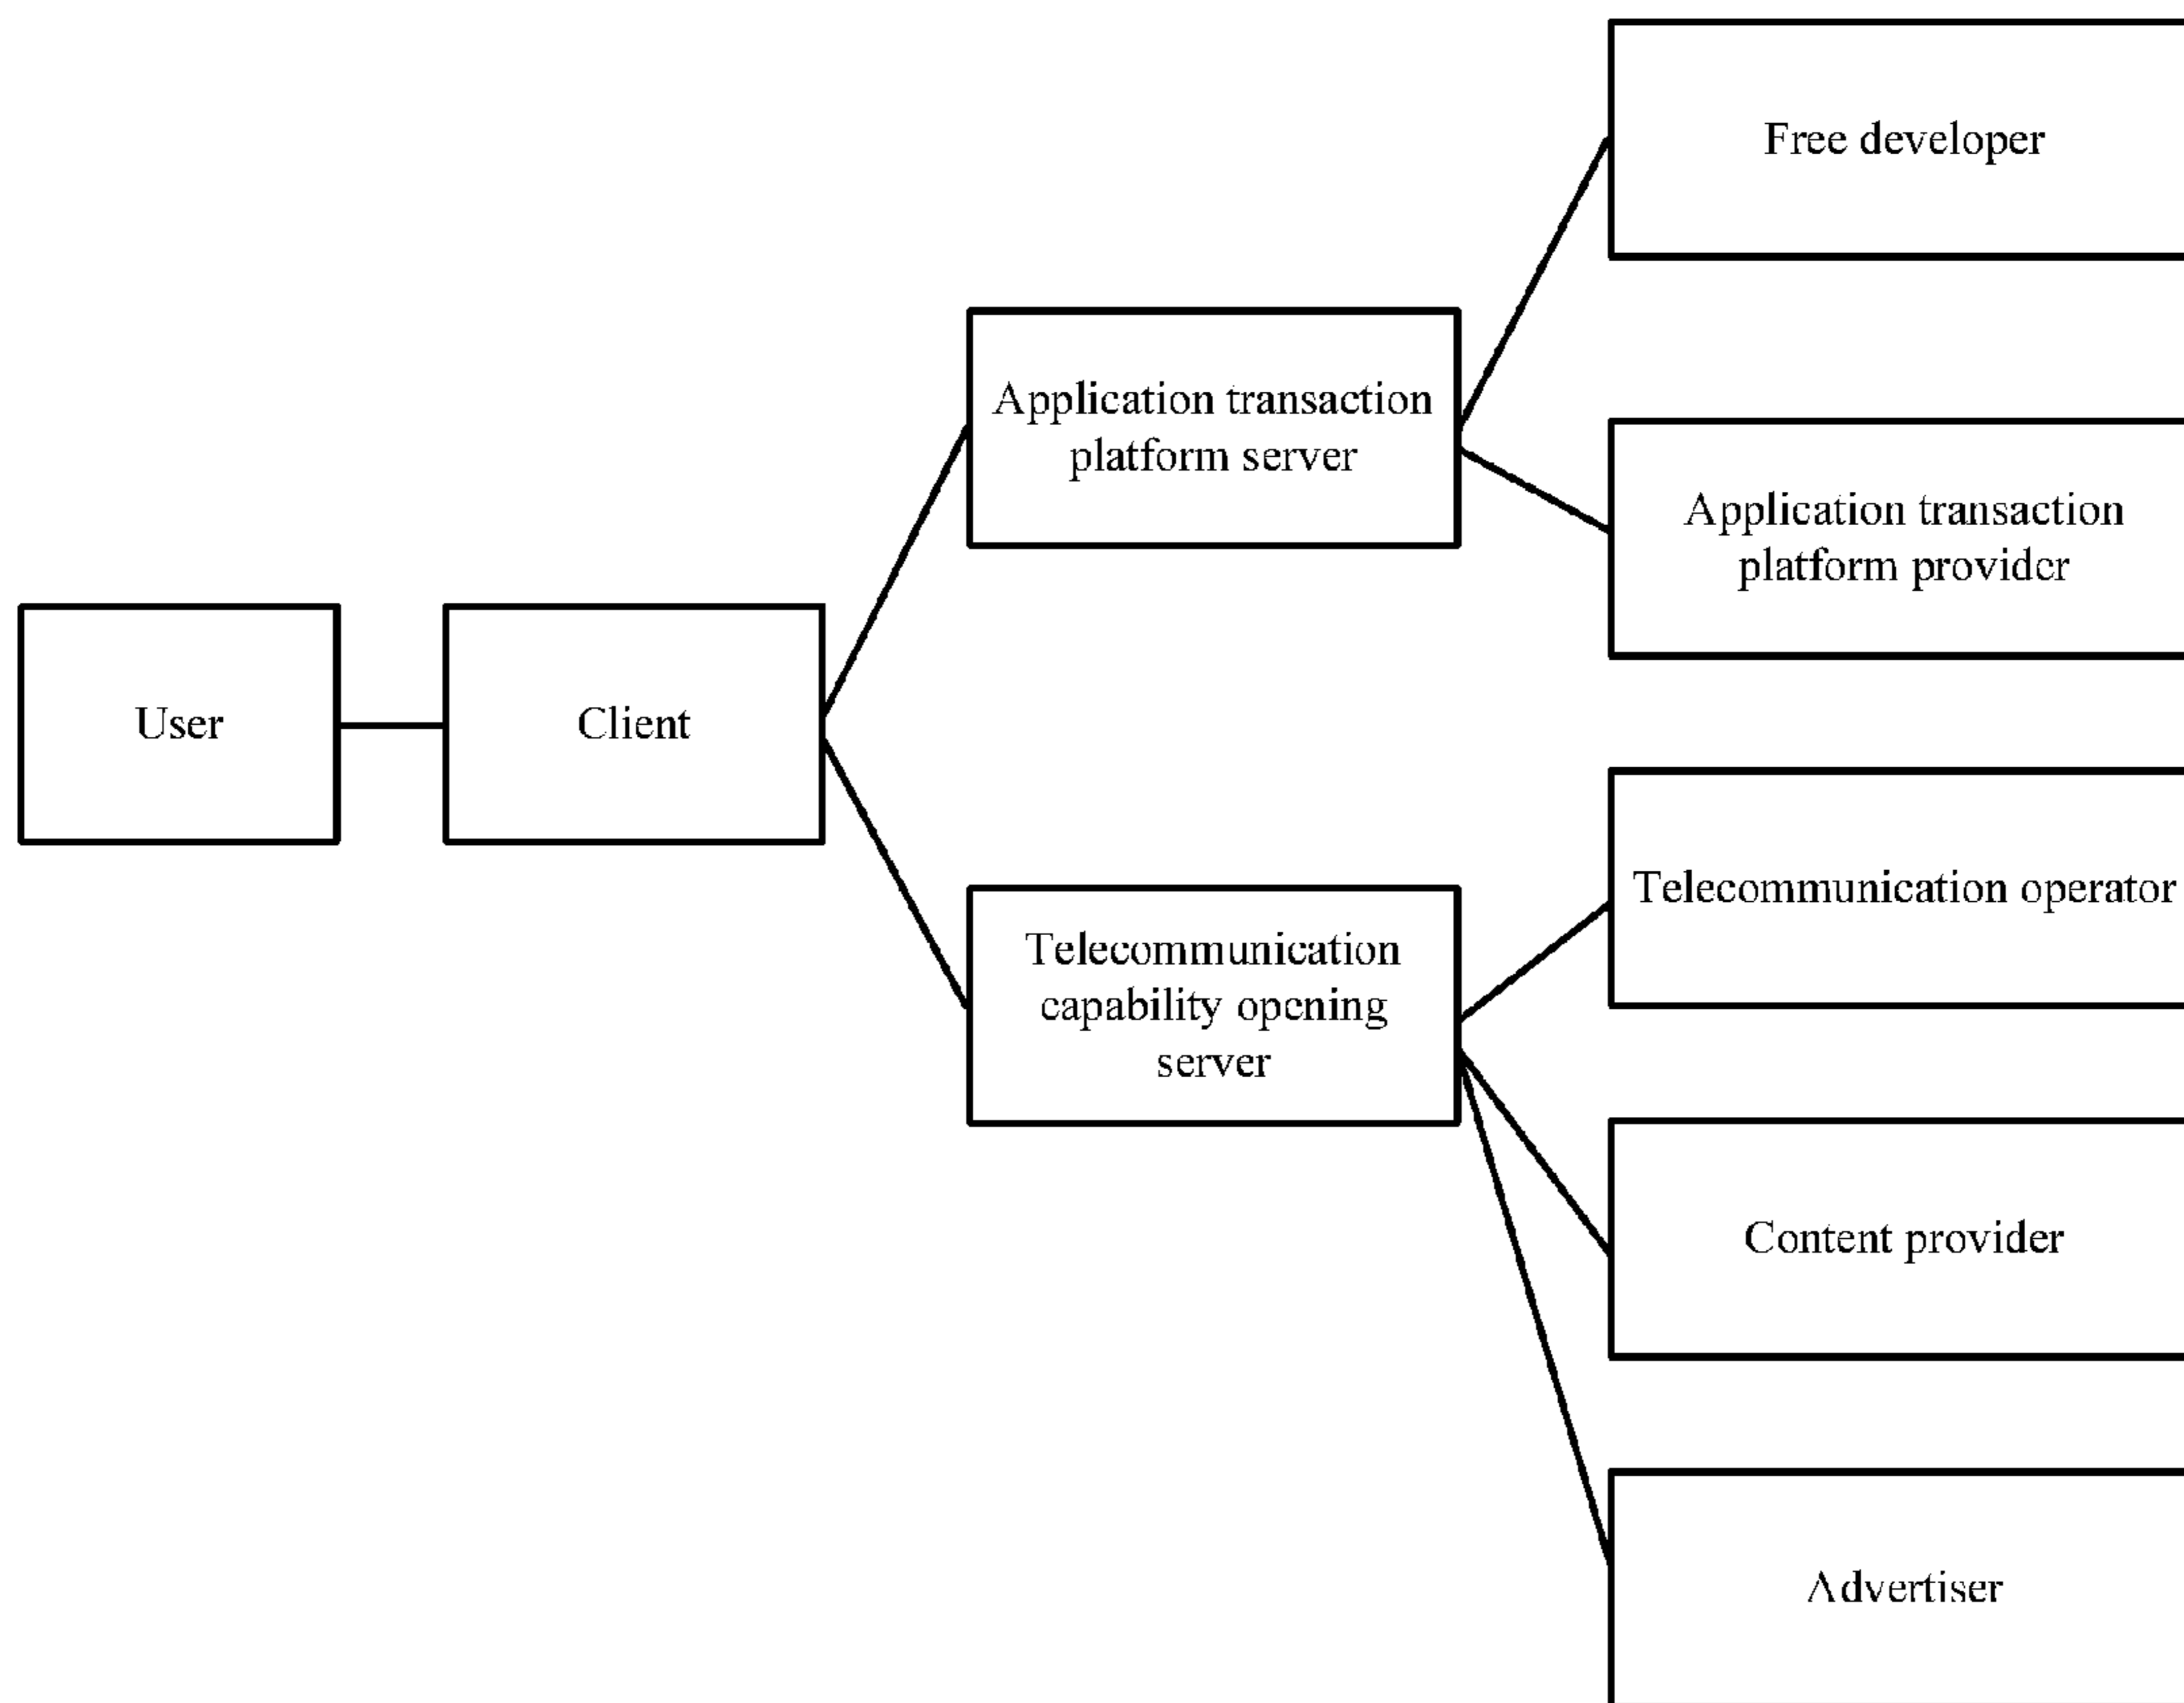 Free developer
Application transaction
platform server
Application transaction
platform provider
User
Client
Telecommunication operator
Telecommunication
capability opening
server
Content provider
Advertiser